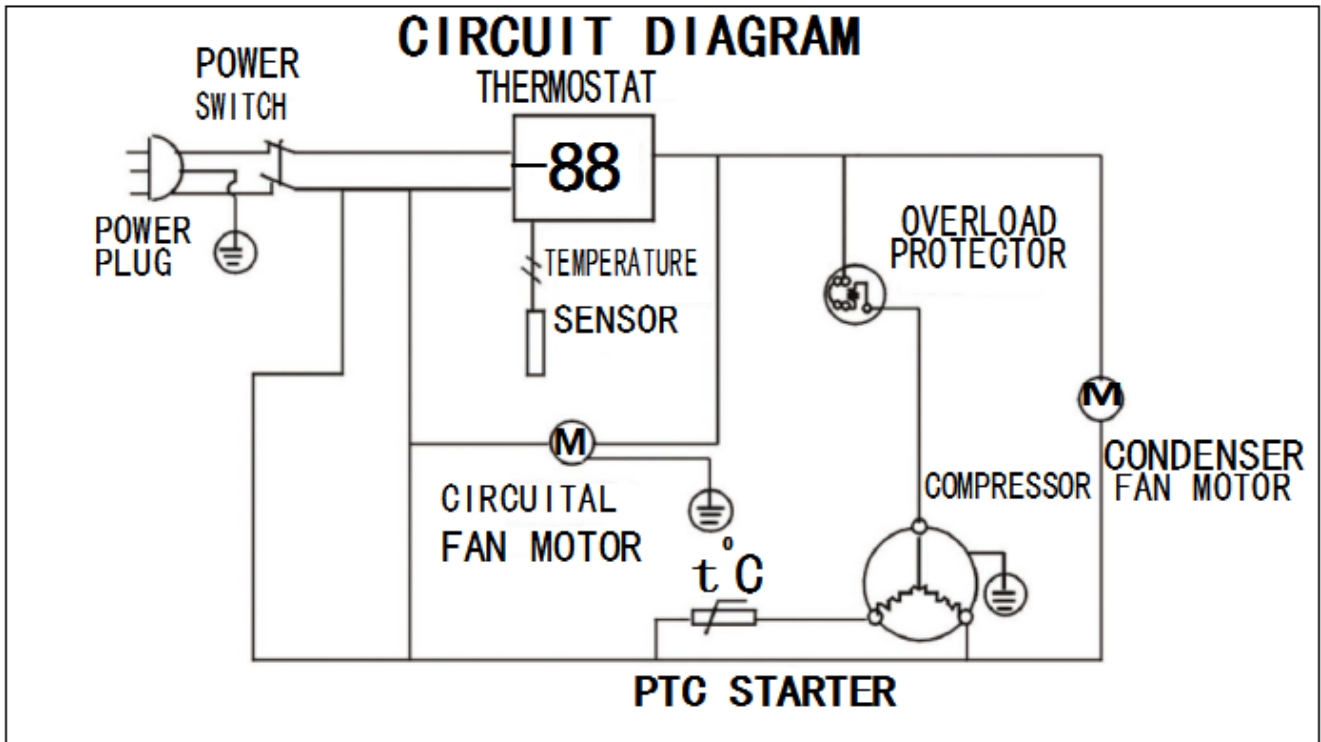 CIRCUIT DIAGRAM
POWER
SWITCH
THERMOSTAT
-88
POWER
PLUG
TEMPERATURE
SENSOR
OVERLOAD
PROTECTOR
M
M
CIRCUITAL
FAN MOTOR
COMPRESSOR
CONDENSER
FAN MOTOR
t°C
PTC STARTER